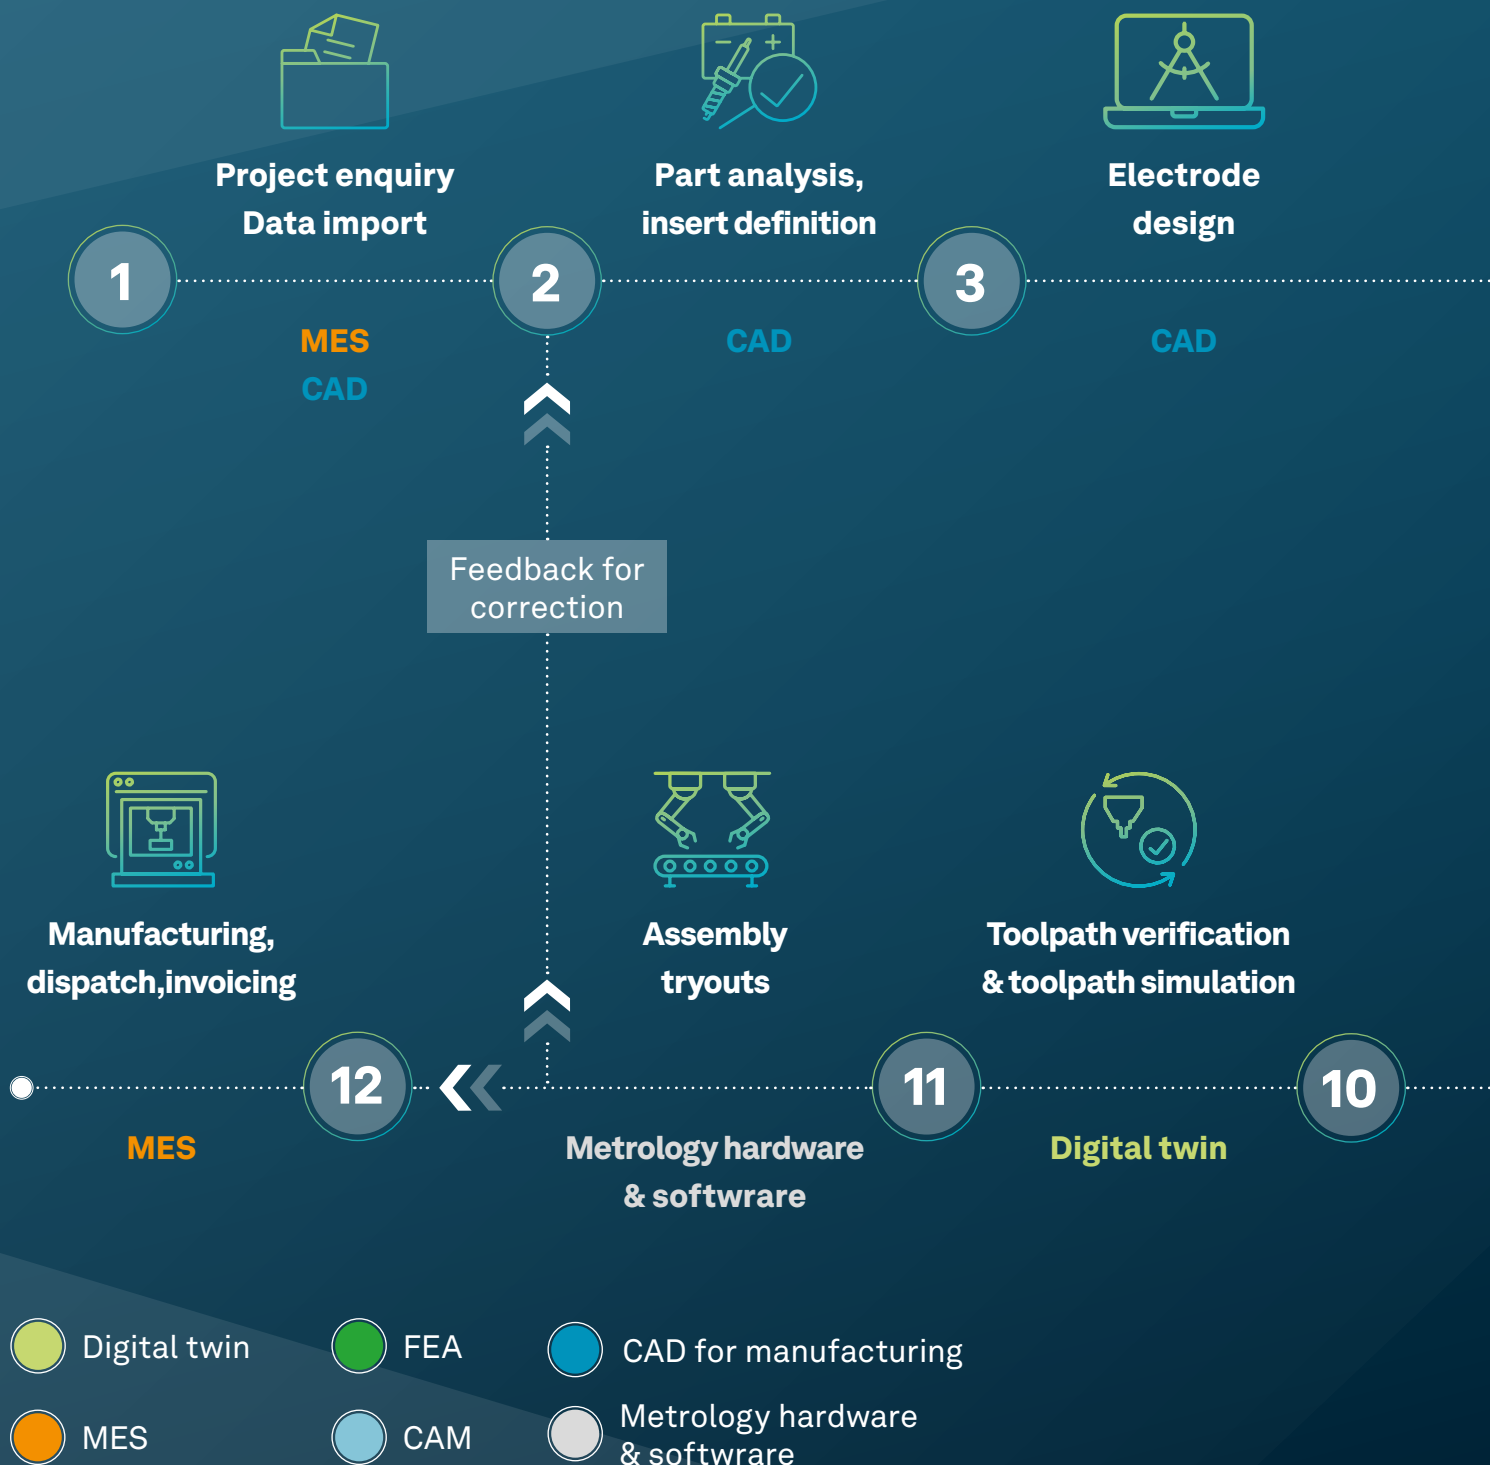 Project enquiry
Data import
Part analysis,
insert definition
Electrode
design
1
2
3
MES
CAD
CAD
CAD
Feedback for
correction
Manufacturing,
dispatch,invoicing
Assembly
tryouts
Toolpath verification
& toolpath simulation
12
11
10
MES
Metrology hardware
& softwrare
Digital twin
Digital twin
FEA
CAD for manufacturing
MES
CAM
Metrology hardware
& softwrare